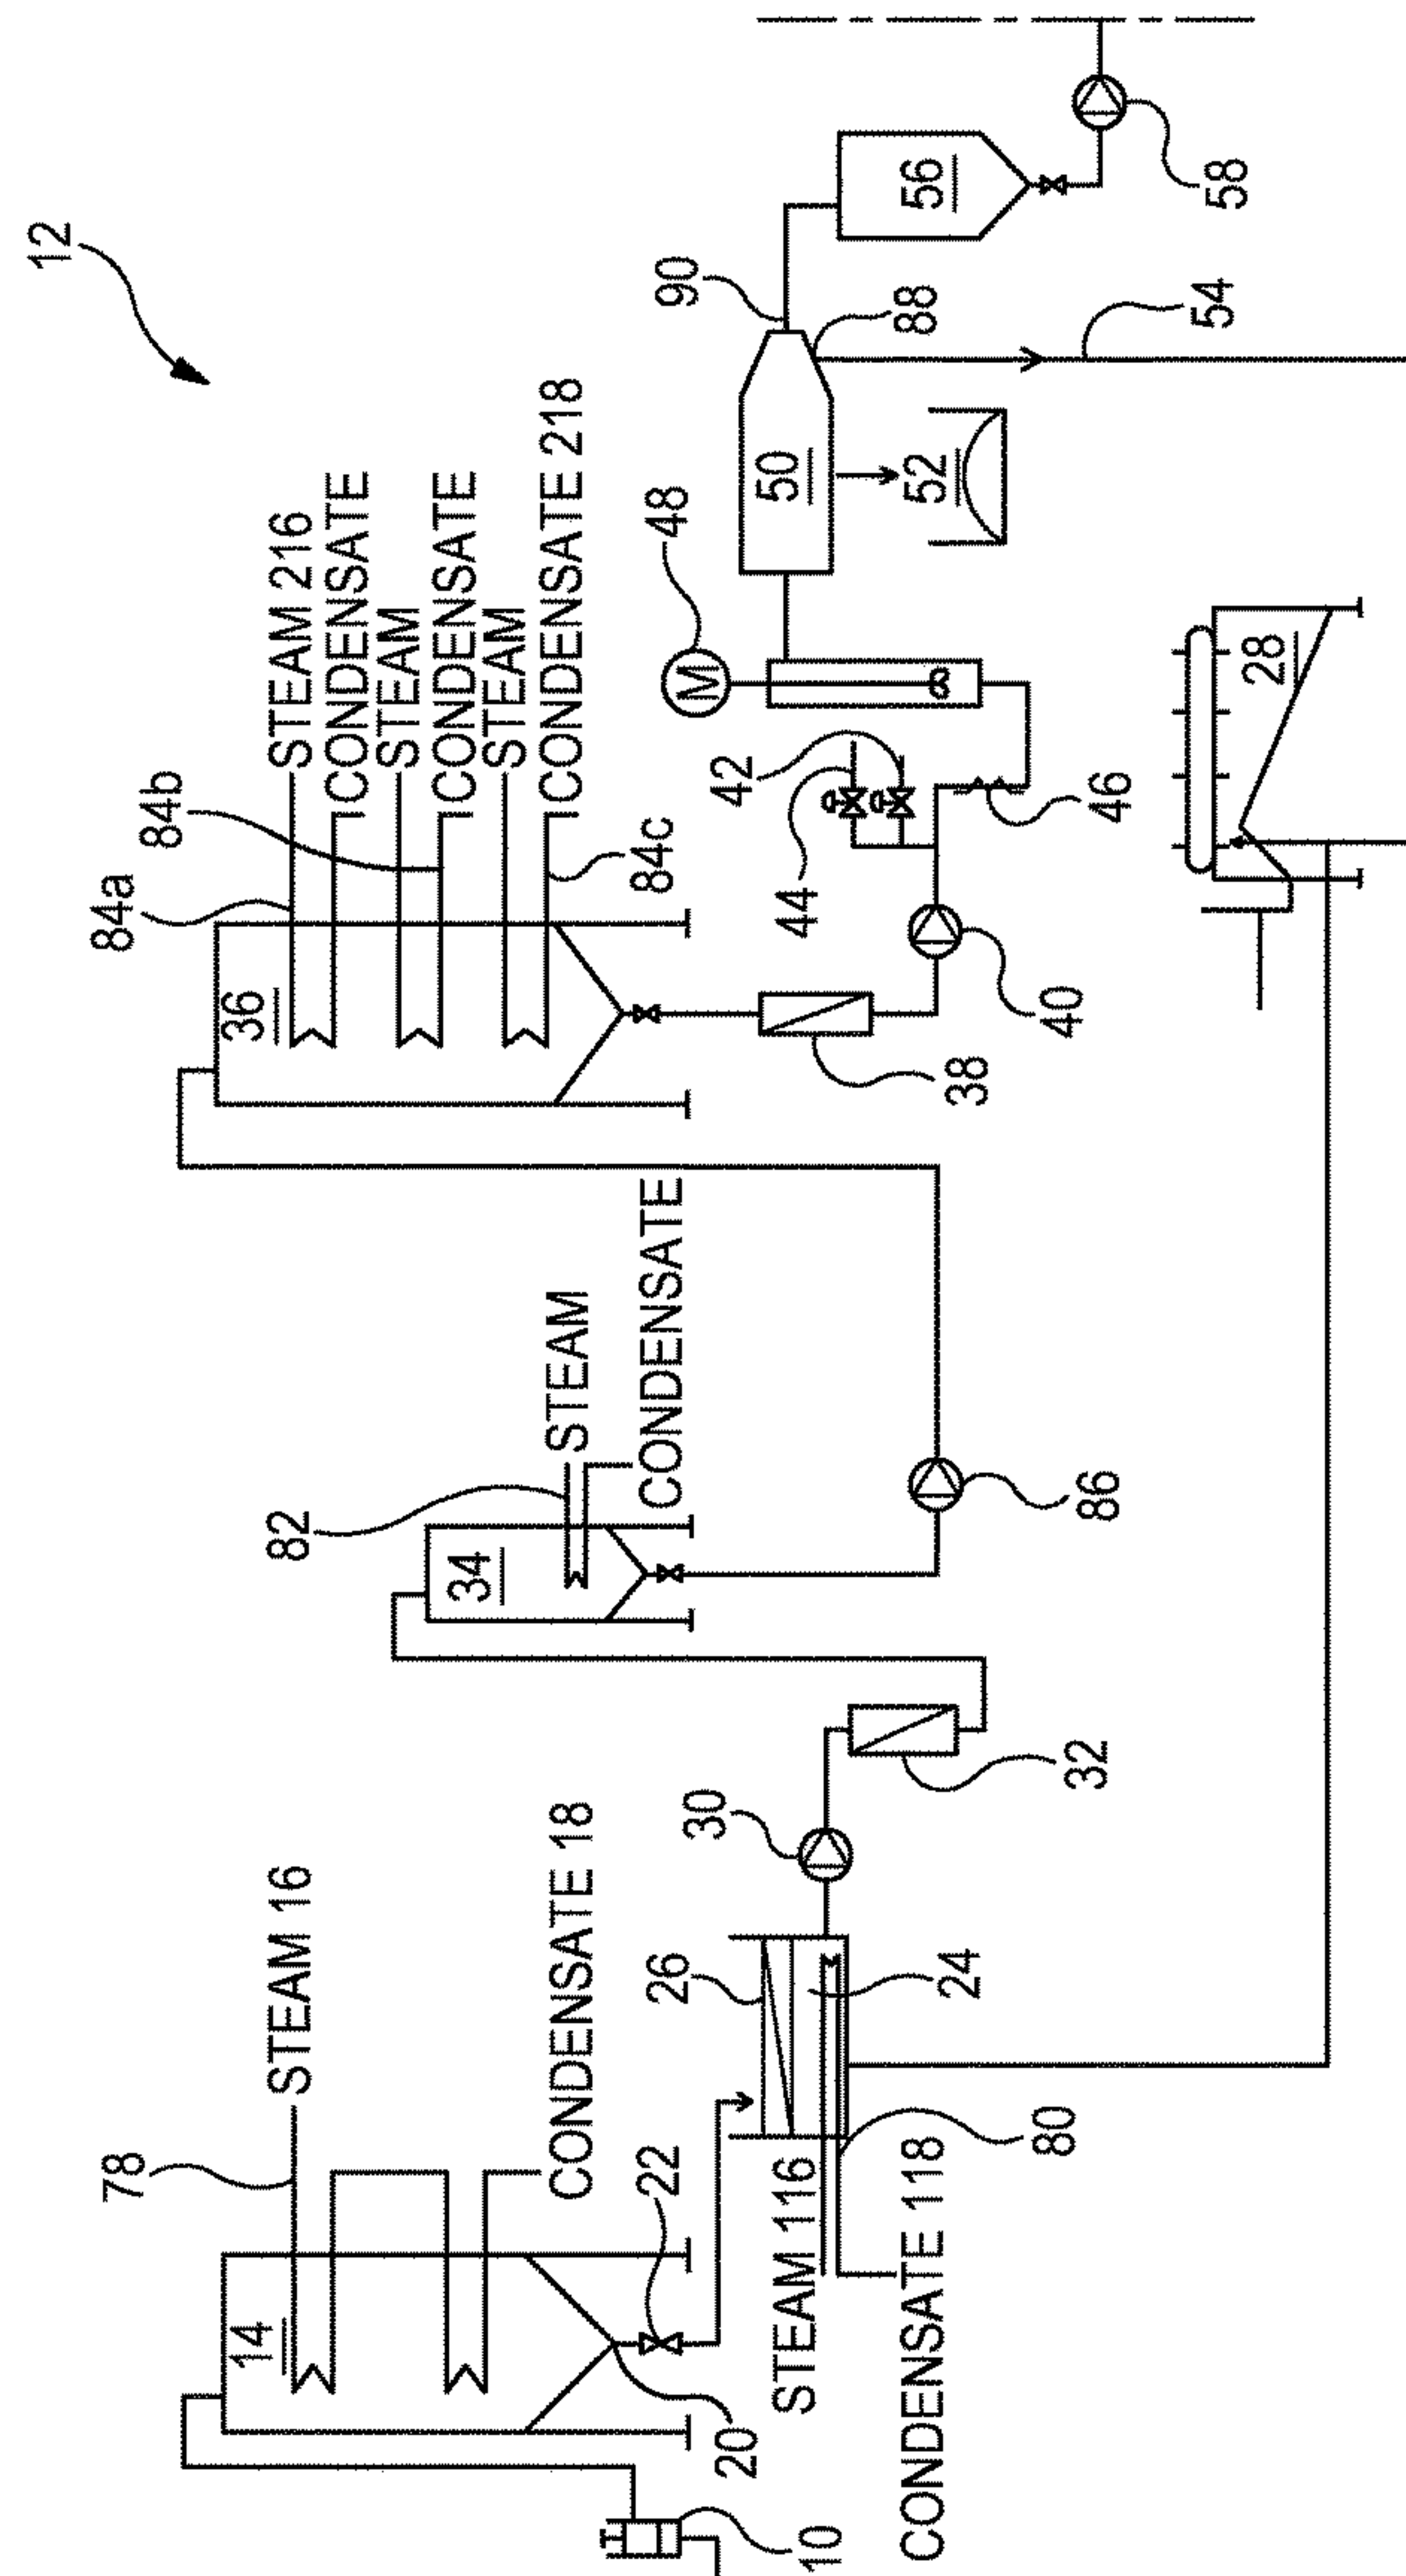 12
STEAM 216
CONDENSATE
STEAM
CONDENSATE
STEAM
CONDENSATE 218
84a
84b
84c
36
48
M
90
56
58
50
88
54
52
42
44
46
40
38
28
STEAM
CONDENSATE
82
34
86
STEAM 16
CONDENSATE 18
78
14
22
20
10
30
32
26
24
80
STEAM 116
CONDENSATE 118